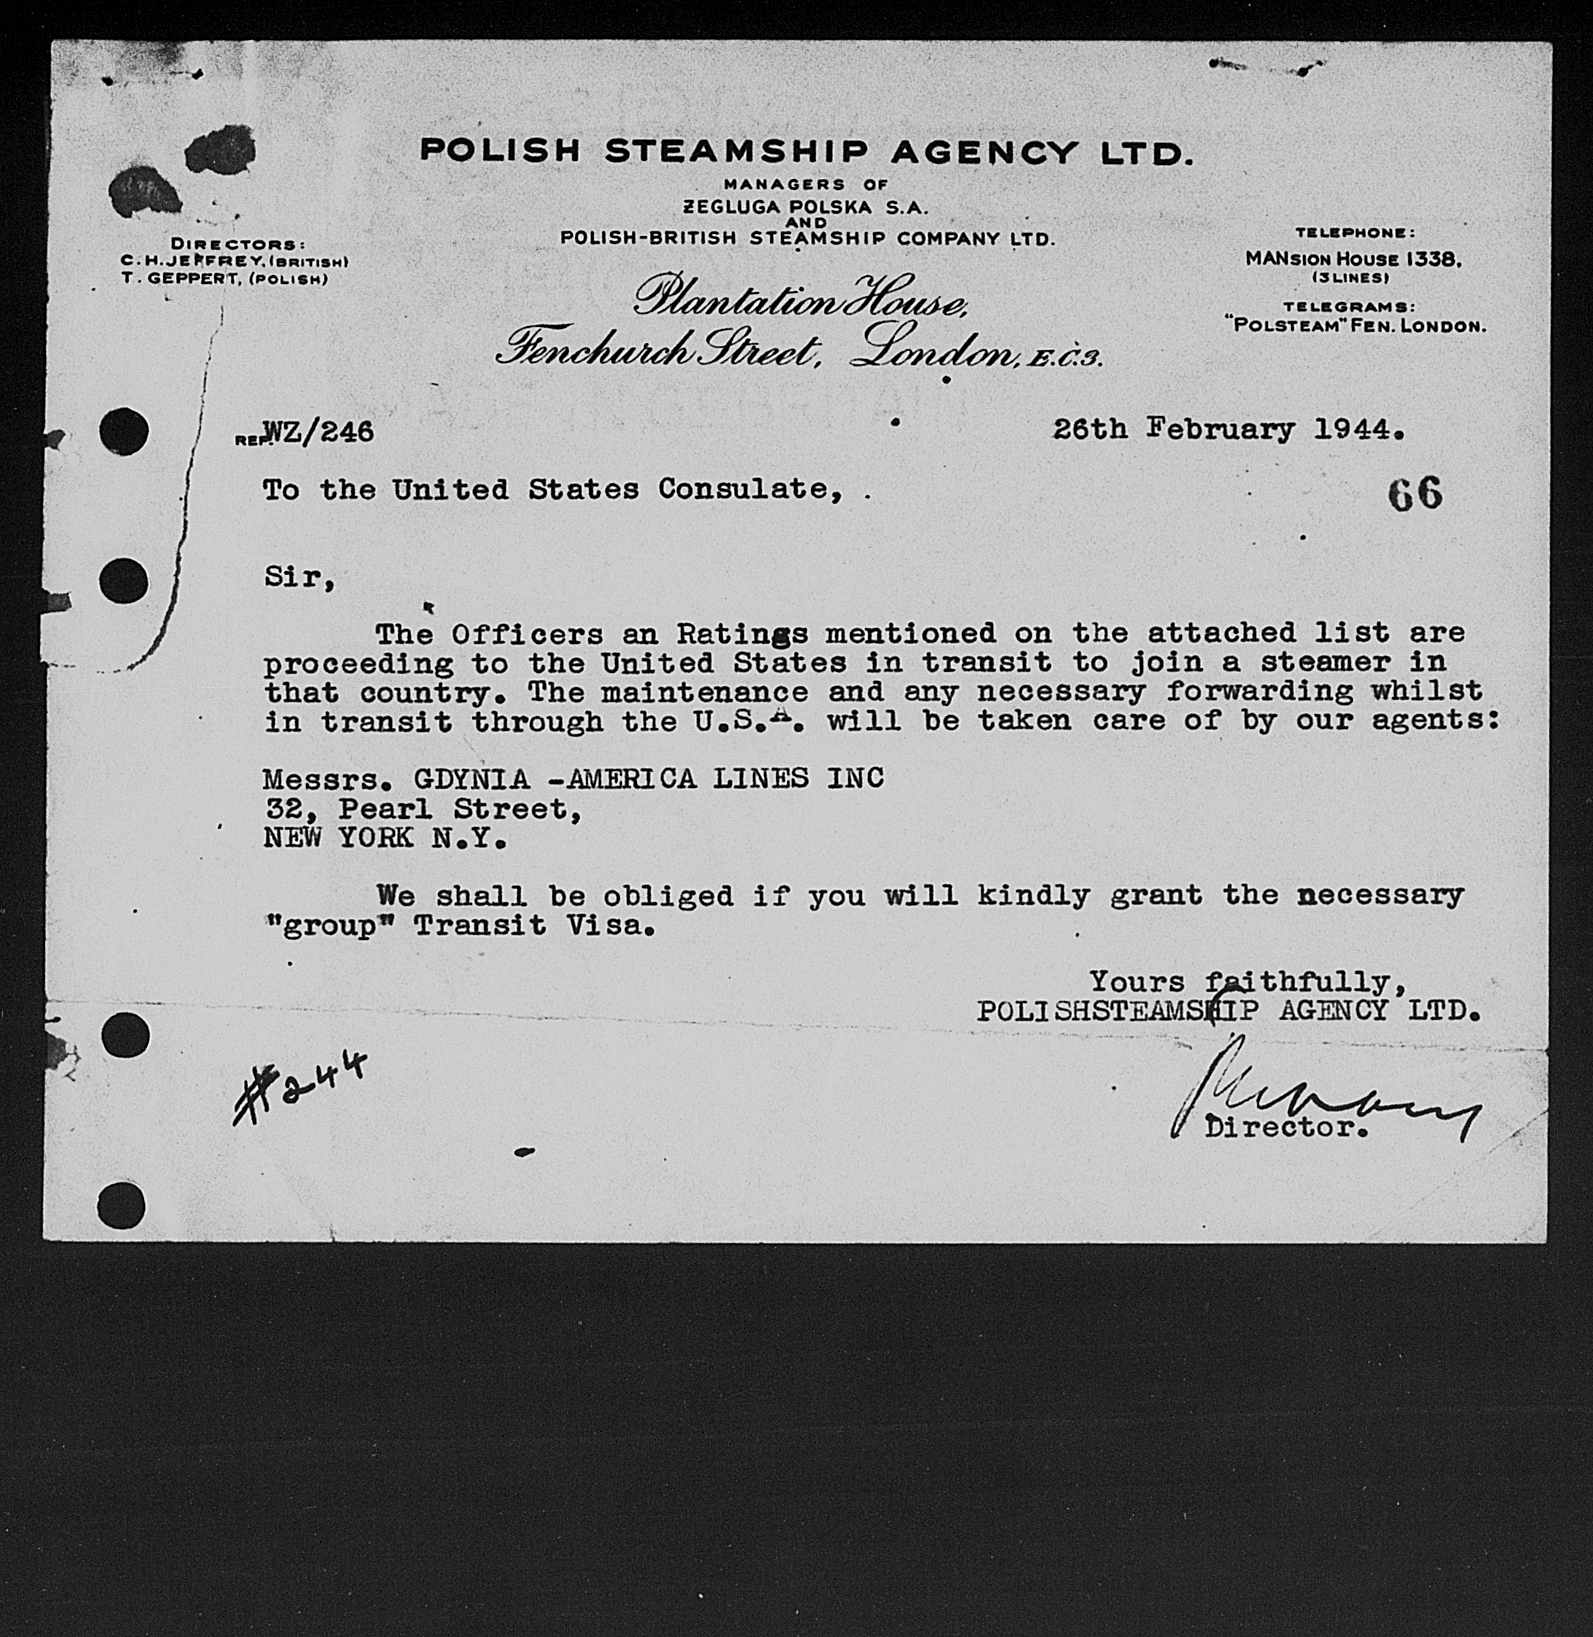 POLISH STEAMSHIP AGENCY LTD.
MANAGERS OF
ZEGLUGA POLSKA S.A.
AND
POLISH-BRITISH STEAMSHIP COMPANY LTD.
DIRECTORS:
C.H.JEFFREY, (BRITISH)
T. GEPPERT, (POLISH)
TELEPHONE:
MANSION HOUSE 1338.
(3 LINES)
TELEGRAMS:
"POLSTEAM" FEN. LONDON.
Plantation House,
Fenchurch Street, London, E.C.3.
REF. WZ/246
26th February 1944.
To the United States Consulate, .
66
Sir,
The Officers an Ratings mentioned on the attached list are
proceeding to the United States in transit to join a steamer in
that country. The maintenance and any necessary forwarding whilst
in transit through the U.S.A. will be taken care of by our agents:
Messrs. GDYNIA -AMERICA LINES INC
32, Pearl Street,
NEW YORK N.Y.
We shall be obliged if you will kindly grant the necessary
"group" Transit Visa.
Yours faithfully,
POLISHSTEAMSHIP AGENCY LTD.
#244
Director.